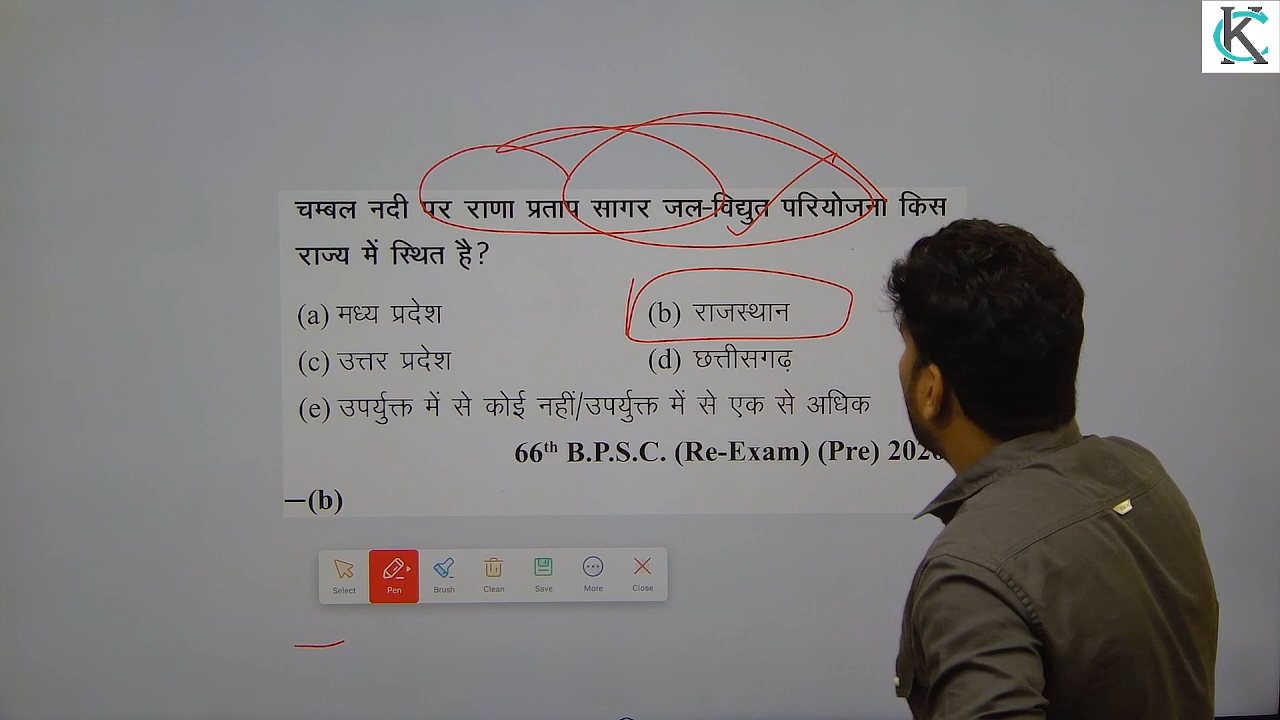 चम्बल नदी पर राणा प्रताप सागर जल-विद्युत परियोजना किस
राज्य में स्थित है?
(a) मध्य प्रदेश
(b) राजस्थान
(c) उत्तर प्रदेश
(d) छत्तीसगढ़
(e) उपर्युक्त में से कोई नहीं/उपर्युक्त में से एक से अधिक
66th B.P.S.C. (Re-Exam) (Pre)
—(b)
Select
Pen
Brush
Clean
Save
More
Close
KC